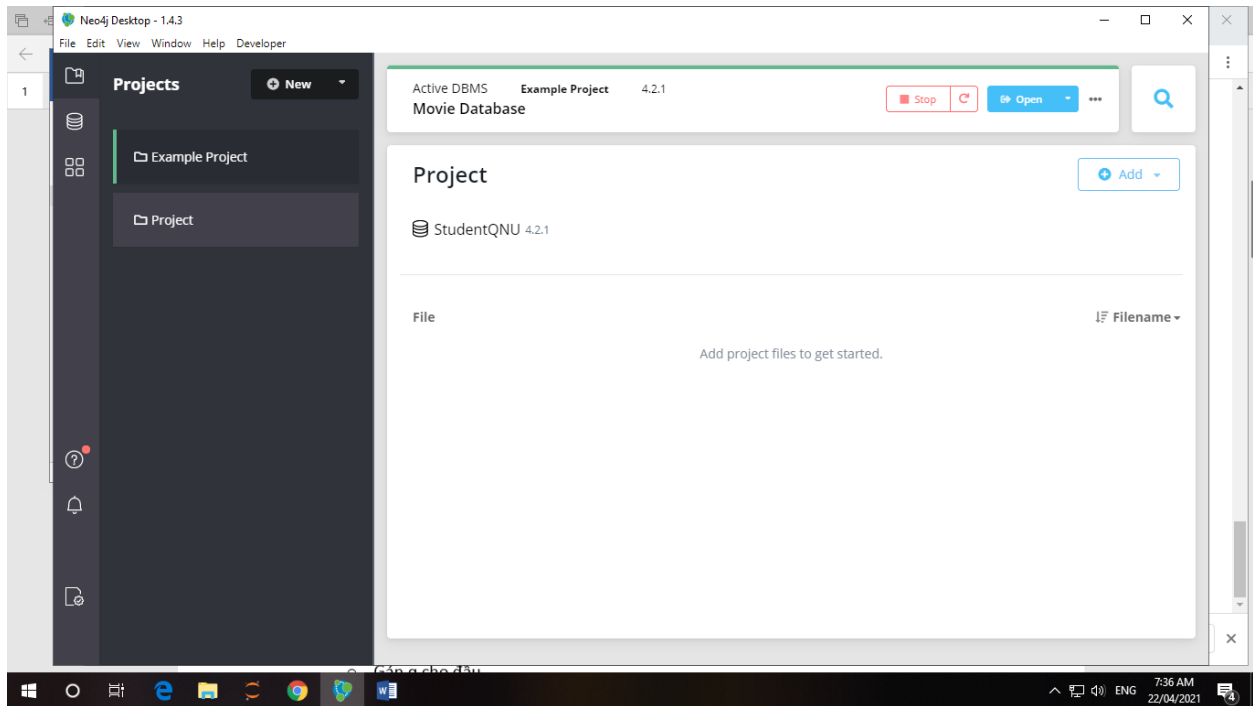 Neo4j Desktop - 1.4.3
File Edit View Window Help Developer
1
Projects
New
Example Project
Project
Active DBMS Example Project 4.2.1
Movie Database
Stop
Open
Project
Add
StudentQNU 4.2.1
File
Filename
Add project files to get started.
ENG
7:36 AM
22/04/2021
4